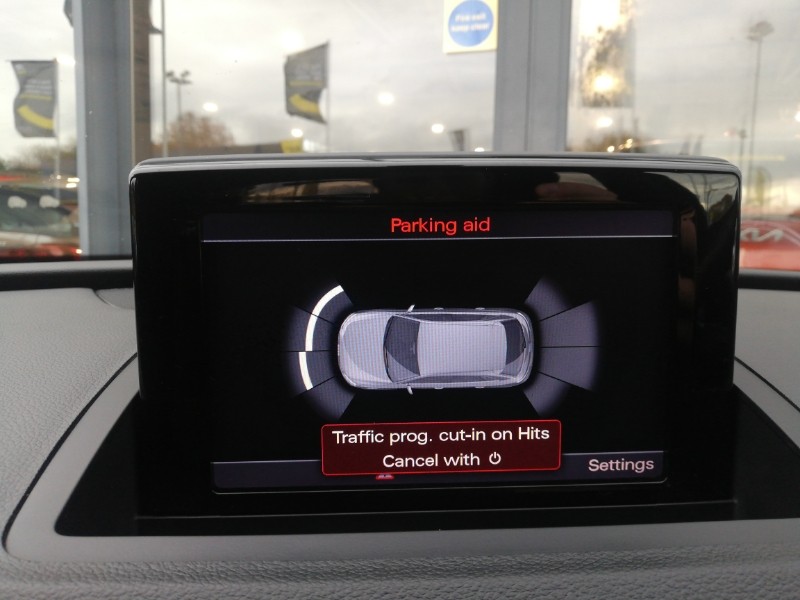 Parking aid
Traffic prog. cut-in on Hits
Cancel with
Settings